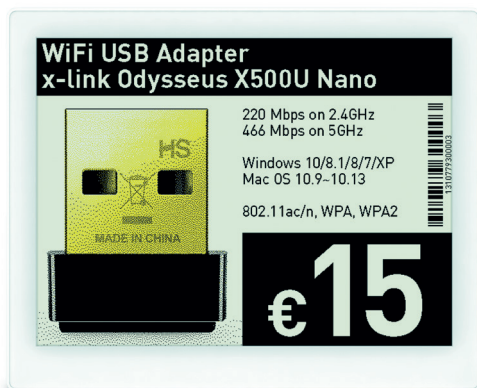 WiFi USB Adapter
x-link Odysseus X500U Nano
220 Mbps on 2.4GHz
466 Mbps on 5GHz
Windows 10/8.1/8/7/XP
Mac OS 10.9~10.13
802.11ac/n, WPA, WPA2
1310779300003
HS
MADE IN CHINA
€15